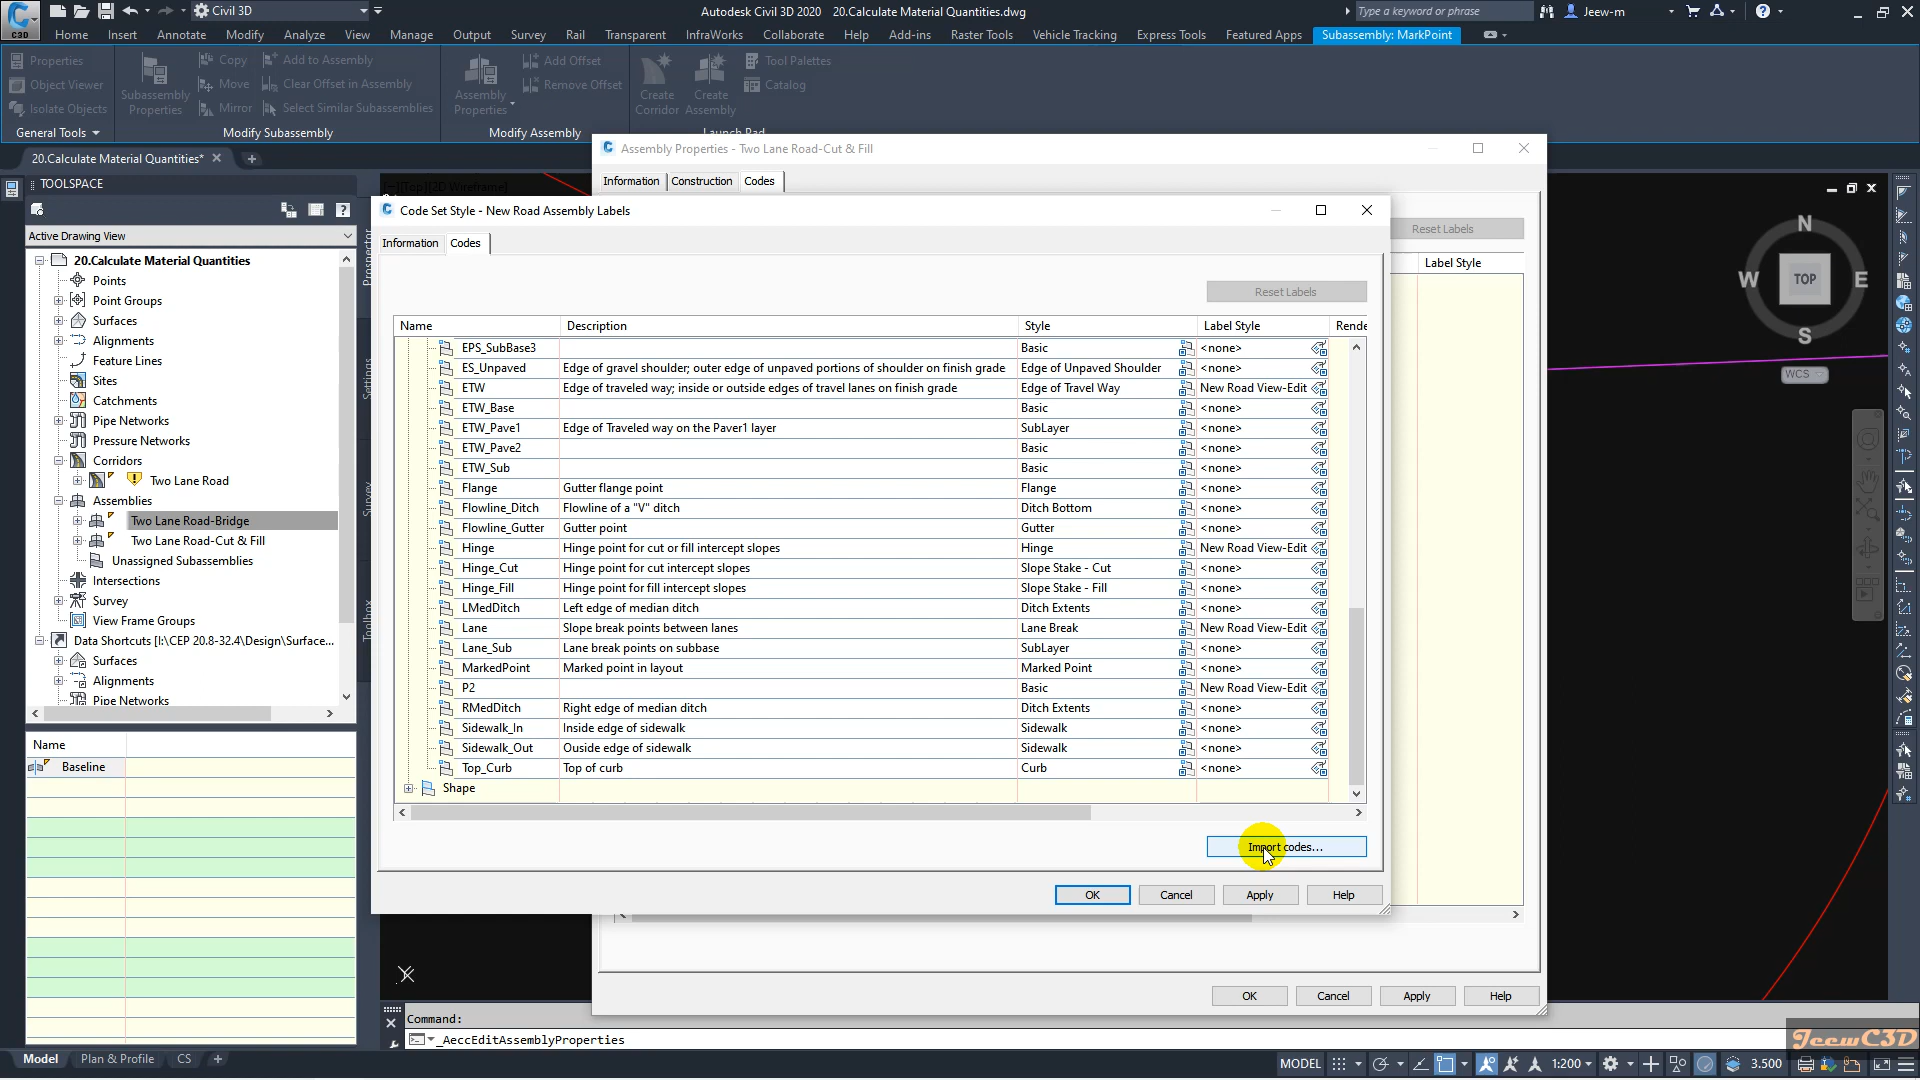 C3D
Civil 3D
Autodesk Civil 3D 2020 20.Calculate Material Quantities.dwg
Type a keyword or phrase
Jeew-m
Home Insert Annotate Modify Analyze View Manage Output Survey Rail Transparent InfraWorks Collaborate Help Add-ins Raster Tools Vehicle Tracking Express Tools Featured Apps Subassembly: MarkPoint
Properties
Object Viewer
Isolate Objects
General Tools
Subassembly
Properties
Copy
Move
Mirror
Add to Assembly
Clear Offset in Assembly
Select Similar Subassemblies
Modify Subassembly
Assembly
Properties
Add Offset
Remove Offset
Modify Assembly
Create
Corridor
Create
Assembly
Tool Palettes
Catalog
Launch Pad
20.Calculate Material Quantities*
TOOLSPACE
Active Drawing View
20.Calculate Material Quantities
Points
Point Groups
Surfaces
Alignments
Feature Lines
Sites
Catchments
Pipe Networks
Pressure Networks
Corridors
Two Lane Road
Assemblies
Two Lane Road-Bridge
Two Lane Road-Cut & Fill
Unassigned Subassemblies
Intersections
Survey
View Frame Groups
Data Shortcuts [I:\CEP 20.8-32.4\Design\Surface...
Surfaces
Alignments
Pipe Networks
Prospector
Settings
Survey
Toolbox
Name
Baseline
[-][Top][2D Wireframe]
Assembly Properties - Two Lane Road-Cut & Fill
Information Construction Codes
Reset Labels
Label Style
Code Set Style - New Road Assembly Labels
Information Codes
Reset Labels
Name Description Style Label Style Rende
EPS_SubBase3 Basic <none>
ES_Unpaved Edge of gravel shoulder; outer edge of unpaved portions of shoulder on finish grade Edge of Unpaved Shoulder <none>
ETW Edge of traveled way; inside or outside edges of travel lanes on finish grade Edge of Travel Way New Road View-Edit
ETW_Base Basic <none>
ETW_Pave1 Edge of Traveled way on the Paver1 layer SubLayer <none>
ETW_Pave2 Basic <none>
ETW_Sub Basic <none>
Flange Gutter flange point Flange <none>
Flowline_Ditch Flowline of a "V" ditch Ditch Bottom <none>
Flowline_Gutter Gutter point Gutter <none>
Hinge Hinge point for cut or fill intercept slopes Hinge New Road View-Edit
Hinge_Cut Hinge point for cut intercept slopes Slope Stake - Cut <none>
Hinge_Fill Hinge point for fill intercept slopes Slope Stake - Fill <none>
LMedDitch Left edge of median ditch Ditch Extents <none>
Lane Slope break points between lanes Lane Break New Road View-Edit
Lane_Sub Lane break points on subbase SubLayer <none>
MarkedPoint Marked point in layout Marked Point <none>
P2 Basic New Road View-Edit
RMedDitch Right edge of median ditch Ditch Extents <none>
Sidewalk_In Inside edge of sidewalk Sidewalk <none>
Sidewalk_Out Ouside edge of sidewalk Sidewalk <none>
Top_Curb Top of curb Curb <none>
Shape
Import codes...
OK Cancel Apply Help
OK Cancel Apply Help
N
W TOP E
S
WCS
Y
X
Command:
_AeccEditAssemblyProperties
JeewC3D
Model Plan & Profile CS
MODEL 1:200 3.500